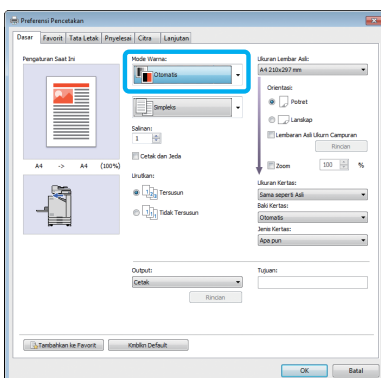 Preferensi Pencetakan
Dasar Favorit Tata Letak Pnyelesai Citra Lanjutan
Pengaturan Saat Ini
A4 -> A4 (100%)
Mode Warna:
Otomatis
Simpleks
Salinan:
1
Cetak dan Jeda
Urutkan:
Tersusun
Tidak Tersusun
Ukuran Lembar Asli:
A4 210x297 mm
Orientasi:
Potret
Lanskap
Lembaran Asli Ukurn Campuran
Rincian
Zoom 100 %
Ukuran Kertas:
Sama seperti Asli
Baki Kertas:
Otomatis
Jenis Kertas:
Apa pun
Output:
Cetak
Rincian
Tujuan:
Tambahkan ke Favorit Kmblikn Default
OK Batal